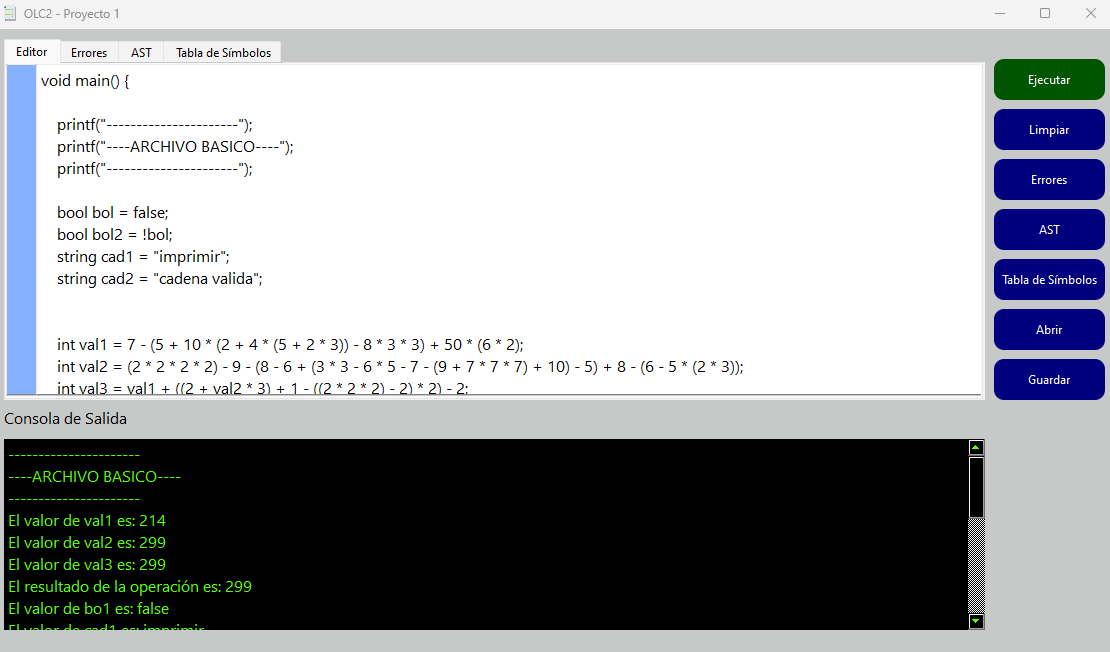 OLC2 - Proyecto 1
Editor Errores AST Tabla de Símbolos
void main() {
printf("----------------------");
printf("----ARCHIVO BASICO----");
printf("----------------------");
bool bol = false;
bool bol2 = !bol;
string cad1 = "imprimir";
string cad2 = "cadena valida";
int val1 = 7 - (5 + 10 * (2 + 4 * (5 + 2 * 3)) - 8 * 3 * 3) + 50 * (6 * 2);
int val2 = (2 * 2 * 2 * 2) - 9 - (8 - 6 + (3 * 3 - 6 * 5 - 7 - (9 + 7 * 7 * 7) + 10) - 5) + 8 - (6 - 5 * (2 * 3));
int val3 = val1 + ((2 + val2 * 3) + 1 - ((2 * 2 * 2) - 2) * 2) - 2;
Ejecutar
Limpiar
Errores
AST
Tabla de Símbolos
Abrir
Guardar
Consola de Salida
----------------------
----ARCHIVO BASICO----
----------------------
El valor de val1 es: 214
El valor de val2 es: 299
El valor de val3 es: 299
El resultado de la operación es: 299
El valor de bo1 es: false
El valor de cad1 es: imprimir